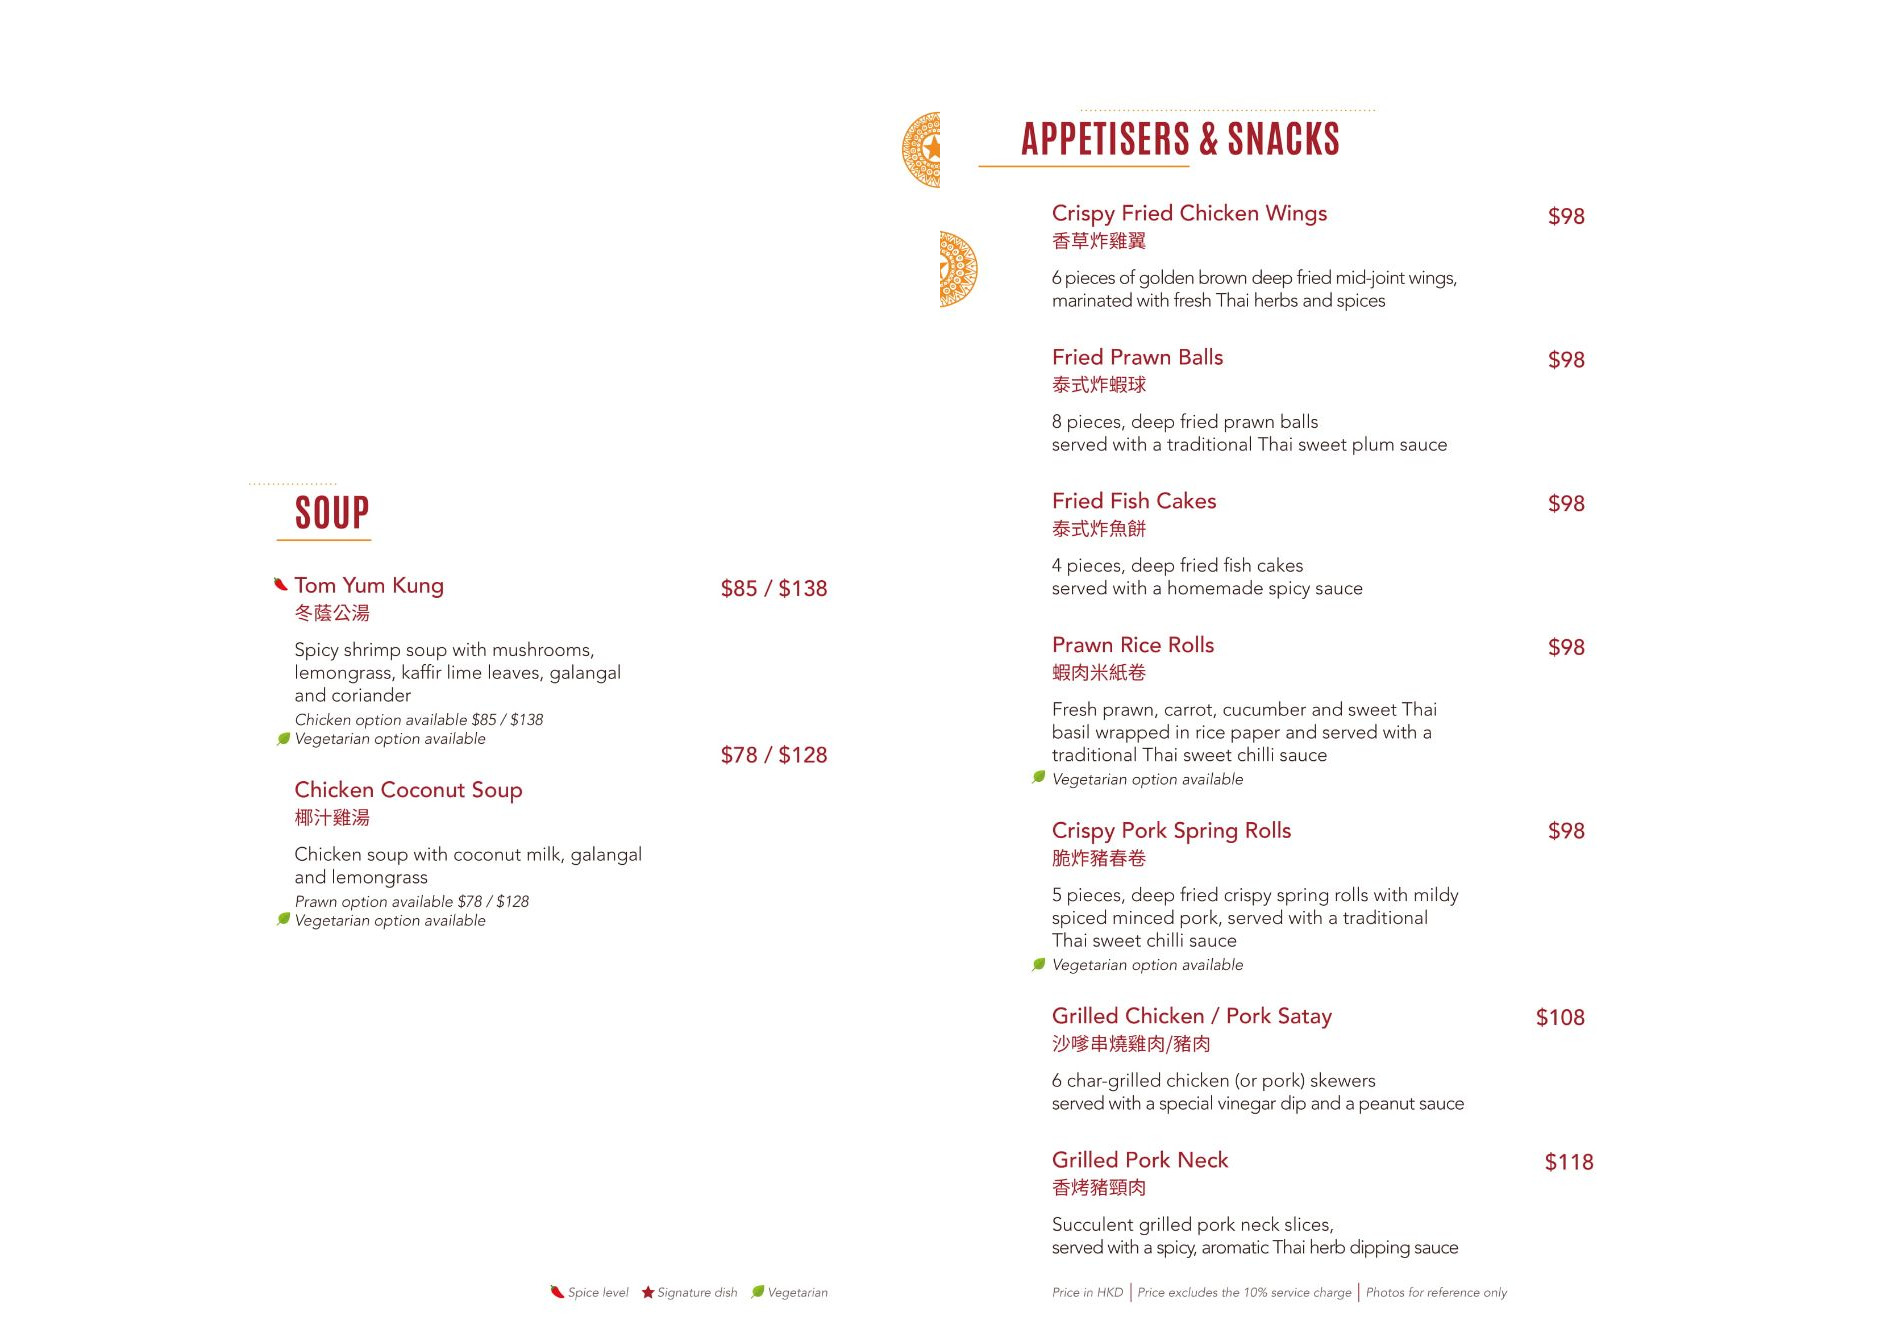 SOUP
Tom Yum Kung
$85 / $138
冬蔭公湯
Spicy shrimp soup with mushrooms,
lemongrass, kaffir lime leaves, galangal
and coriander
Chicken option available $85 / $138
Vegetarian option available
$78 / $128
Chicken Coconut Soup
椰汁雞湯
Chicken soup with coconut milk, galangal
and lemongrass
Prawn option available $78 / $128
Vegetarian option available
Spice level
Signature dish
Vegetarian
APPETISERS & SNACKS
Crispy Fried Chicken Wings
$98
香草炸雞翼
6 pieces of golden brown deep fried mid-joint wings,
marinated with fresh Thai herbs and spices
Fried Prawn Balls
$98
泰式炸蝦球
8 pieces, deep fried prawn balls
served with a traditional Thai sweet plum sauce
Fried Fish Cakes
$98
泰式炸魚餅
4 pieces, deep fried fish cakes
served with a homemade spicy sauce
Prawn Rice Rolls
$98
蝦肉米紙卷
Fresh prawn, carrot, cucumber and sweet Thai
basil wrapped in rice paper and served with a
traditional Thai sweet chilli sauce
Vegetarian option available
Crispy Pork Spring Rolls
$98
脆炸豬春卷
5 pieces, deep fried crispy spring rolls with mildy
spiced minced pork, served with a traditional
Thai sweet chilli sauce
Vegetarian option available
Grilled Chicken / Pork Satay
$108
沙嗲串燒雞肉/豬肉
6 char-grilled chicken (or pork) skewers
served with a special vinegar dip and a peanut sauce
Grilled Pork Neck
$118
香烤豬頸肉
Succulent grilled pork neck slices,
served with a spicy, aromatic Thai herb dipping sauce
Price in HKD | Price excludes the 10% service charge | Photos for reference only